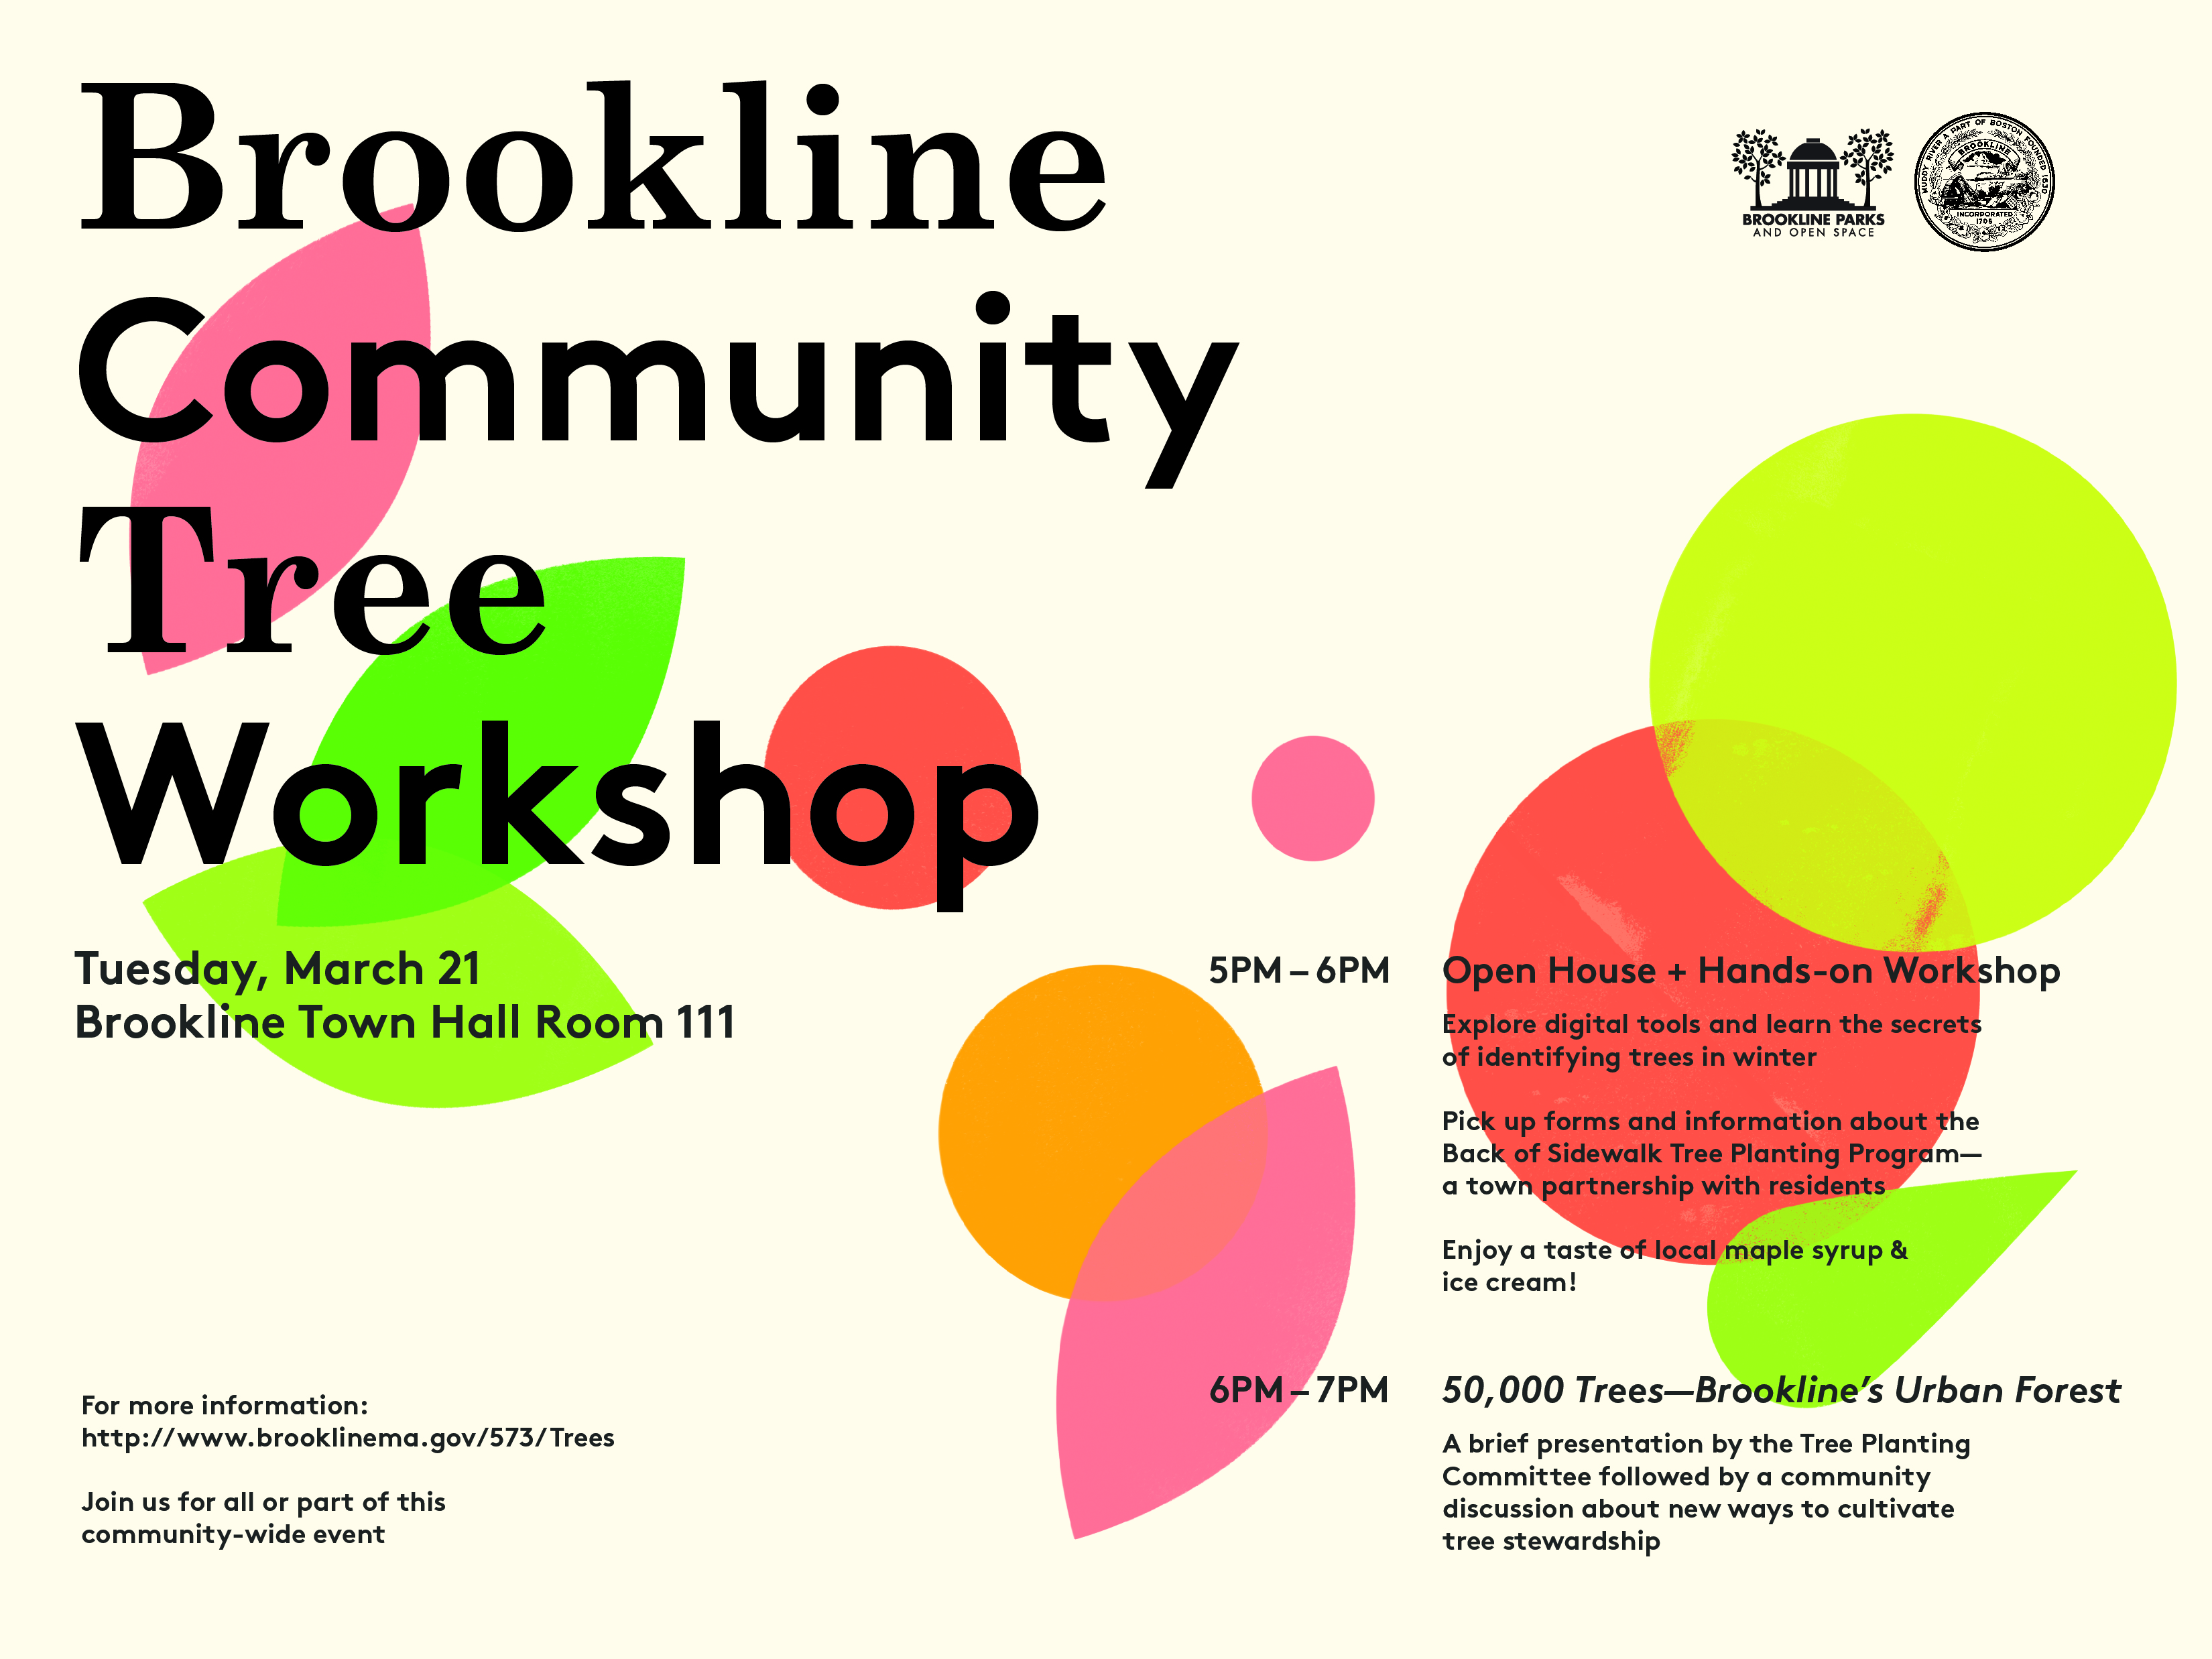 Brookline
Community
Tree
Workshop
BROOKLINE PARKS
AND OPEN SPACE
MUDDY RIVER A PART OF BOSTON FOUNDED 1630
BROOKLINE
INCORPORATED
1705
Tuesday, March 21
Brookline Town Hall Room 111
5PM – 6PM
Open House + Hands-on Workshop
Explore digital tools and learn the secrets
of identifying trees in winter
Pick up forms and information about the
Back of Sidewalk Tree Planting Program—
a town partnership with residents
Enjoy a taste of local maple syrup &
ice cream!
6PM – 7PM
50,000 Trees—Brookline's Urban Forest
A brief presentation by the Tree Planting
Committee followed by a community
discussion about new ways to cultivate
tree stewardship
For more information:
http://www.brooklinema.gov/573/Trees
Join us for all or part of this
community-wide event